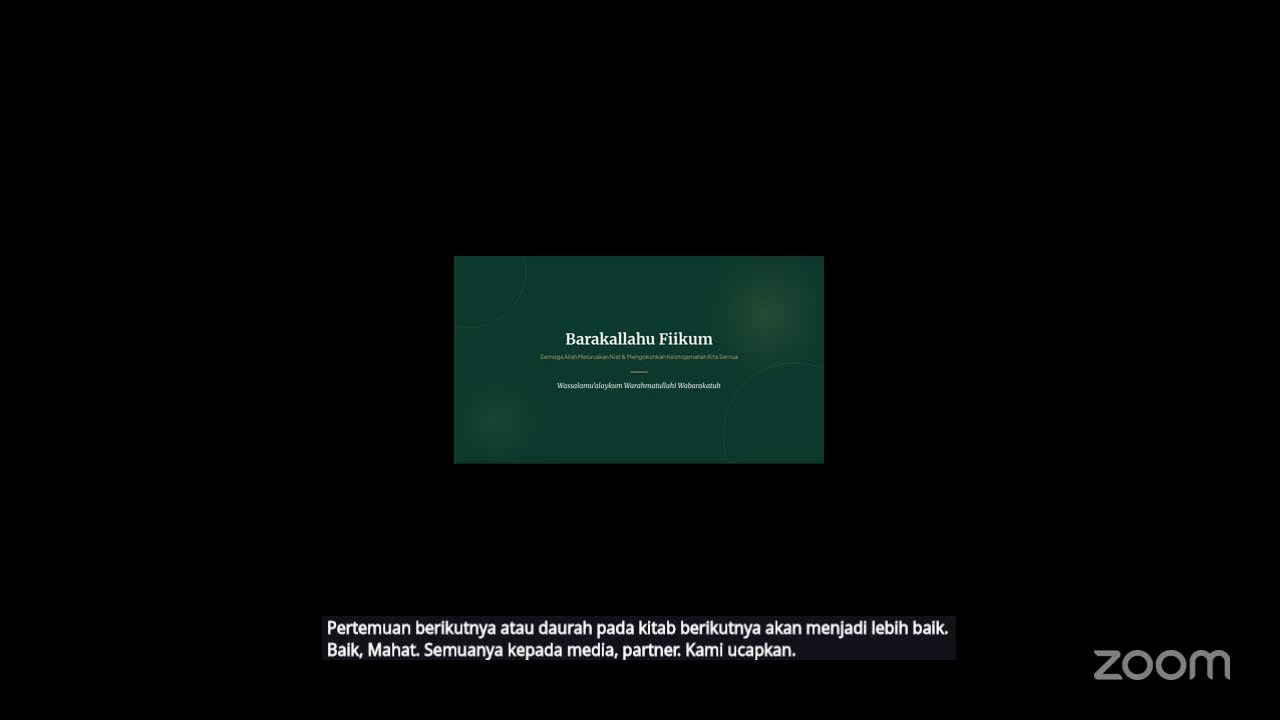 Barakallahu Fiikum
Semoga Allah Meluruskan Niat & Mengokohkan Keistiqamahan Kita Semua
Wassalamu'alaykum Warahmatullahi Wabarakatuh
Pertemuan berikutnya atau daurah pada kitab berikutnya akan menjadi lebih baik.
Baik, Mahat. Semuanya kepada media, partner. Kami ucapkan.
zoom